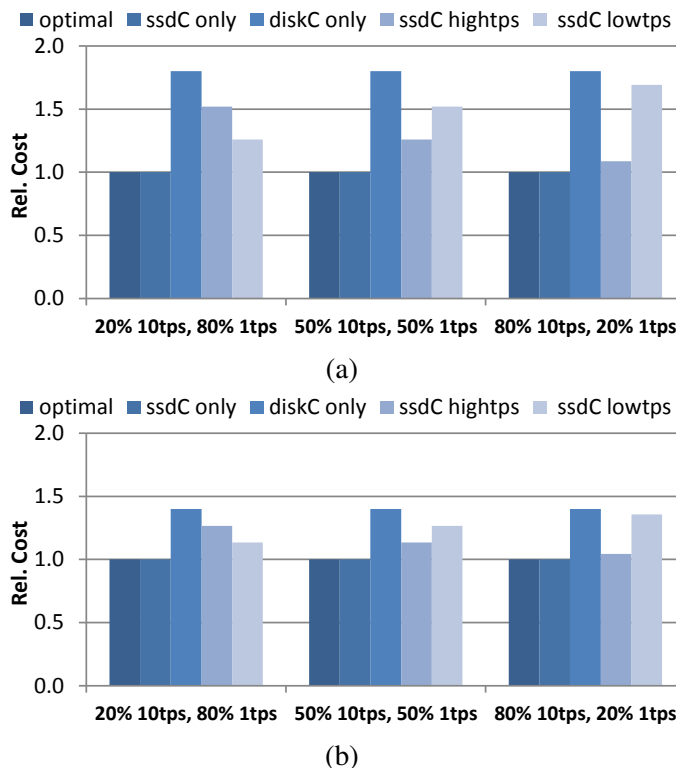 optimal ssdC only diskC only ssdC hightps ssdC lowtps
2.0
1.5
1.0
0.5
0.0
Rel. Cost
20% 10tps, 80% 1tps 50% 10tps, 50% 1tps 80% 10tps, 20% 1tps
(a)
optimal ssdC only diskC only ssdC hightps ssdC lowtps
2.0
1.5
1.0
0.5
0.0
Rel. Cost
20% 10tps, 80% 1tps 50% 10tps, 50% 1tps 80% 10tps, 20% 1tps
(b)